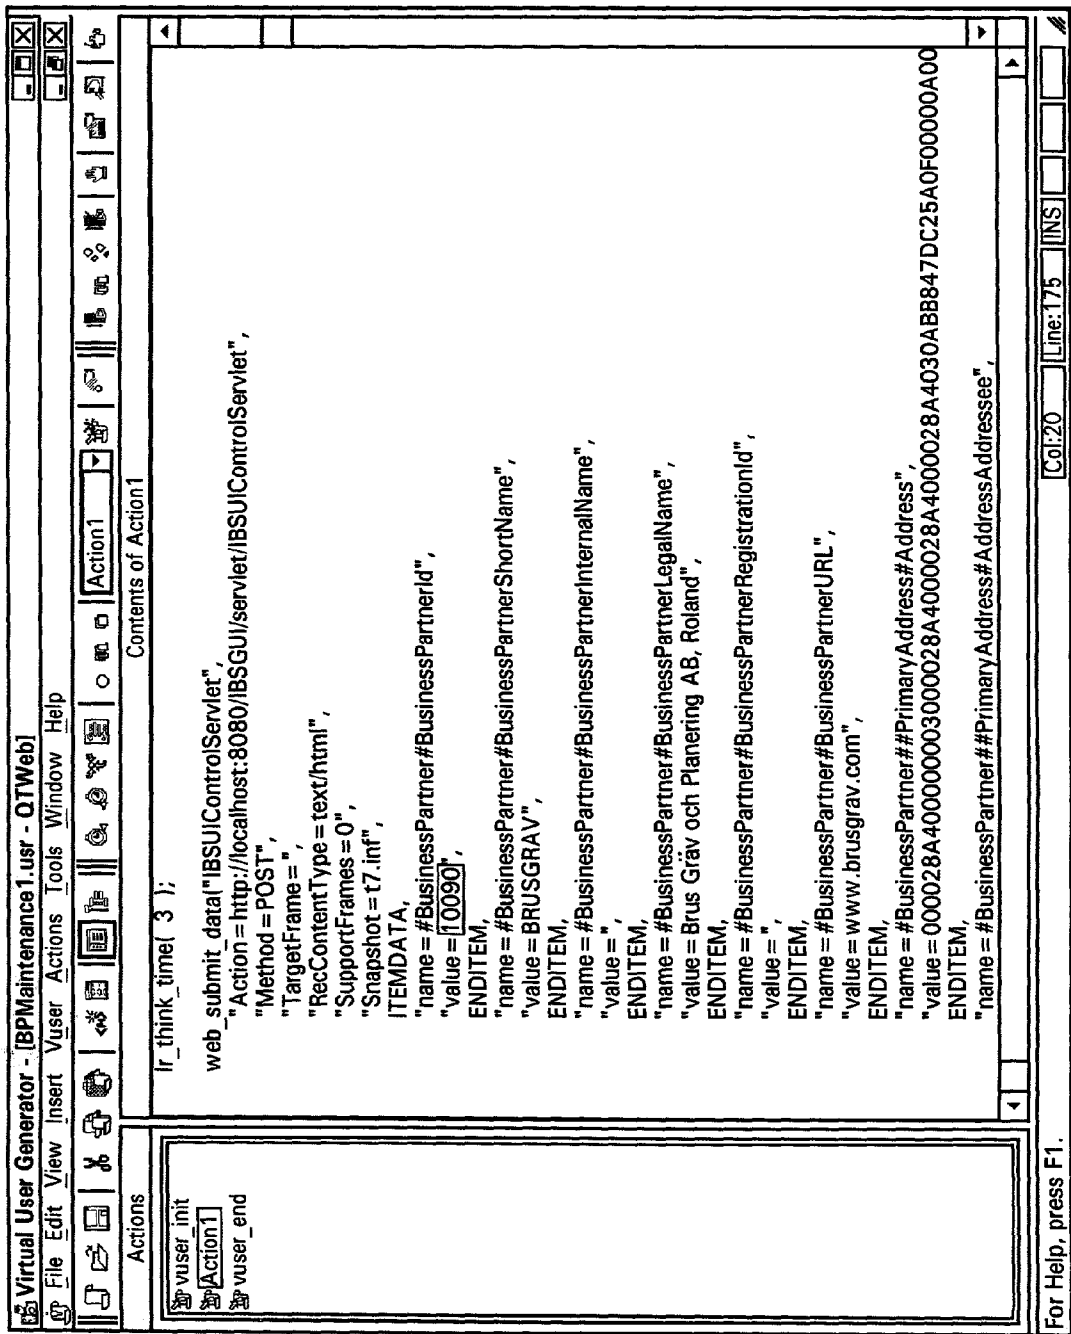 Virtual User Generator - [BPMaintenance1.usr - QTWeb]
File Edit View Insert Vuser Actions Tools Window Help
Action1
Actions
vuser_init
Action1
vuser_end
Contents of Action1
lr_think_time( 3 );
web_submit_data("IBSUIControlServlet",
"Action=http://localhost:8080/IBSGUI/servlet/IBSUIControlServlet",
"Method=POST",
"TargetFrame=",
"RecContentType=text/html",
"SupportFrames=0",
"Snapshot=t7.inf",
ITEMDATA,
"name=#BusinessPartner#BusinessPartnerId",
"value=10090",
ENDITEM,
"name=#BusinessPartner#BusinessPartnerShortName",
"value=BRUSGRAV",
ENDITEM,
"name=#BusinessPartner#BusinessPartnerInternalName",
"value=",
ENDITEM,
"name=#BusinessPartner#BusinessPartnerLegalName",
"value=Brus Gräv och Planering AB, Roland",
ENDITEM,
"name=#BusinessPartner#BusinessPartnerRegistrationId",
"value=",
ENDITEM,
"name=#BusinessPartner#BusinessPartnerURL",
"value=www.brusgrav.com",
ENDITEM,
"name=#BusinessPartner##PrimaryAddress#Address",
"value=000028A40000000030000028A40000028A40000028A4030ABB847DC25A0F00000A00
ENDITEM,
"name=#BusinessPartner##PrimaryAddress#AddressAddressee",
For Help, press F1.
Col:20 Line:175 INS